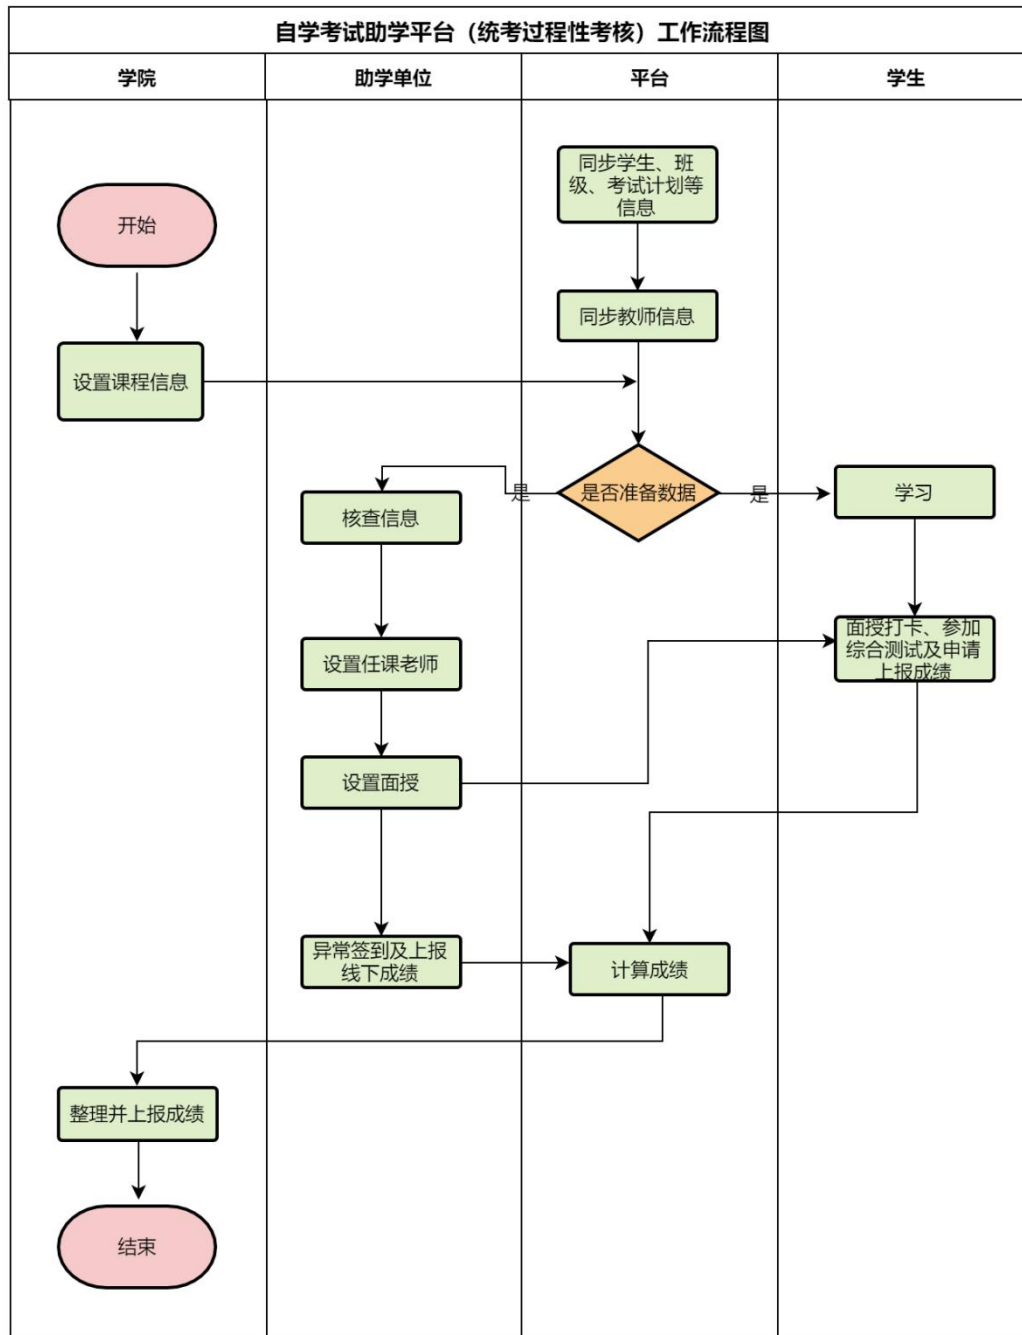 自学考试助学平台（统考过程性考核）工作流程图
学院
助学单位
平台
学生
同步学生、班
级、考试计划等
信息
开始
同步教师信息
设置课程信息
是否准备数据
是
是
学习
核查信息
面授打卡、参加
综合测试及申请
上报成绩
设置任课老师
设置面授
异常签到及上报
线下成绩
计算成绩
整理并上报成绩
结束